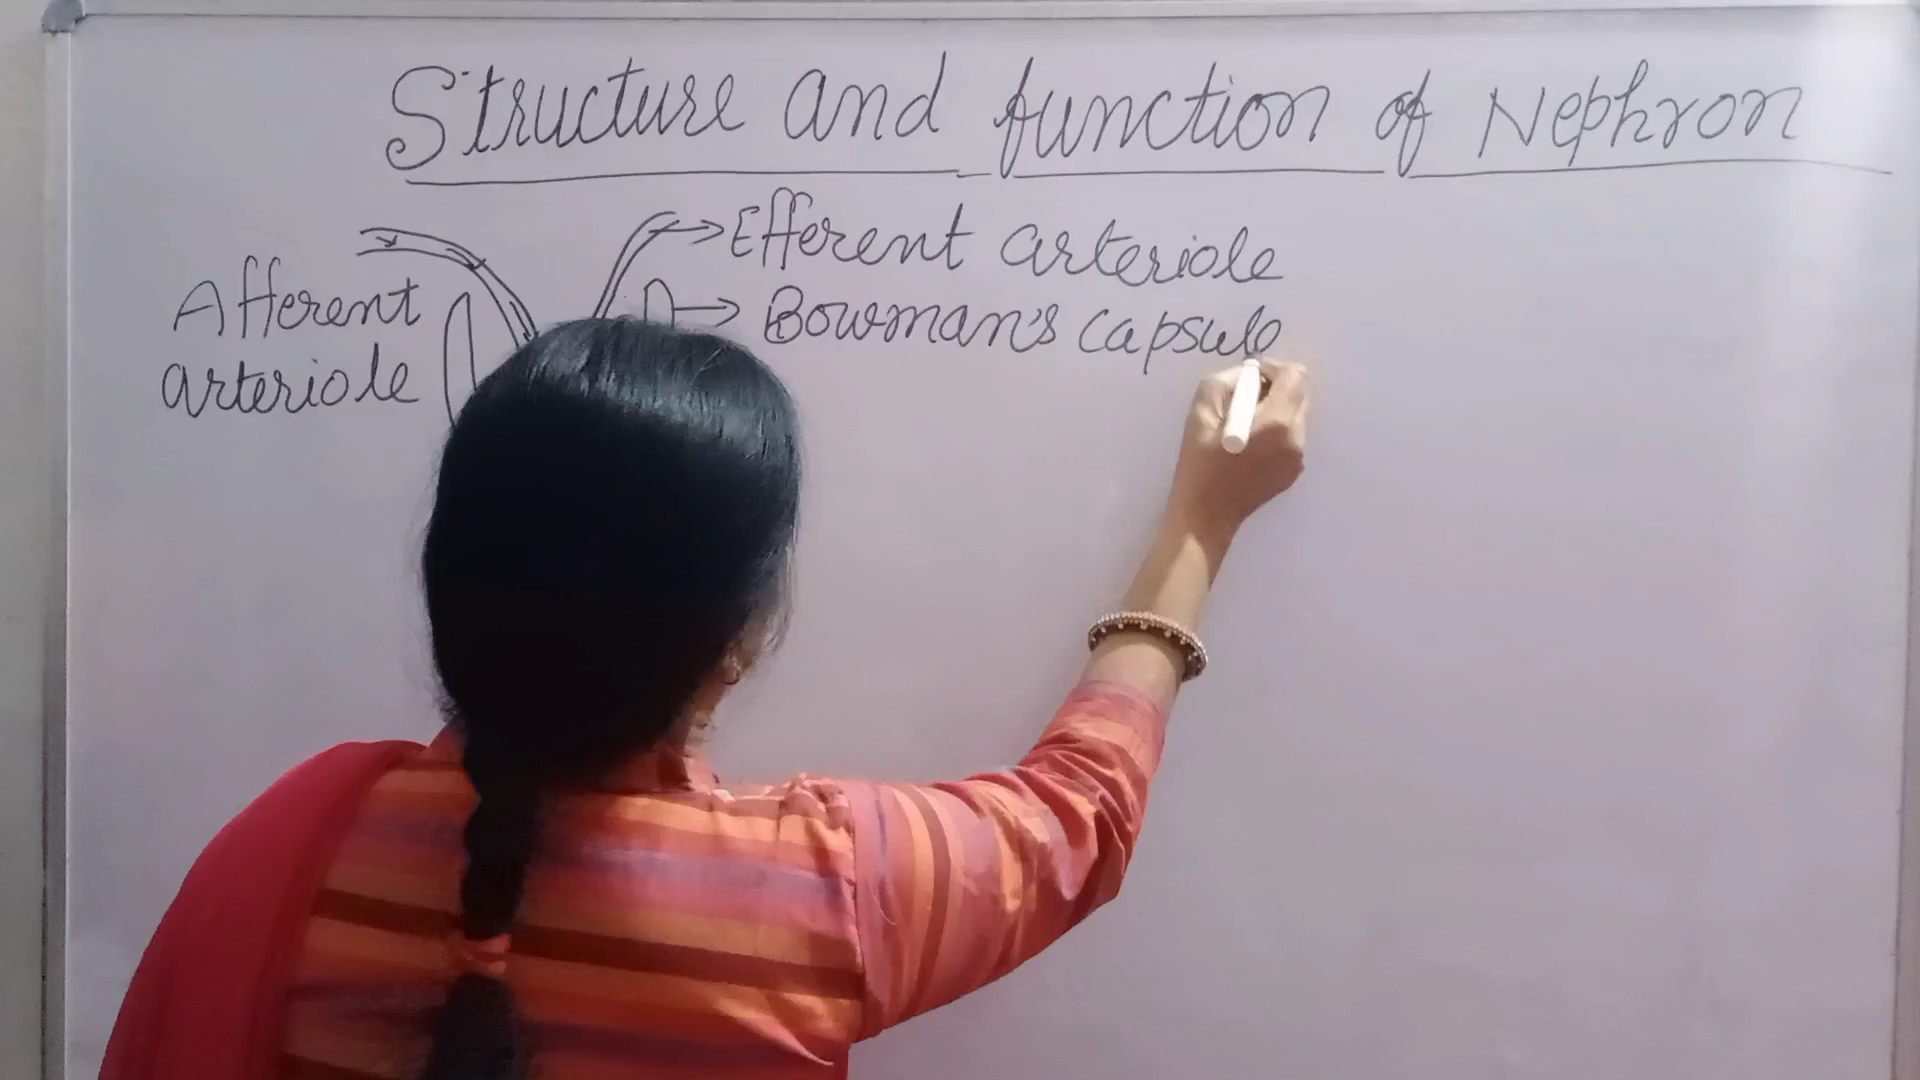 Structure and function of Nephron
Efferent arteriole
Afferent
arteriole
Bowman's capsule